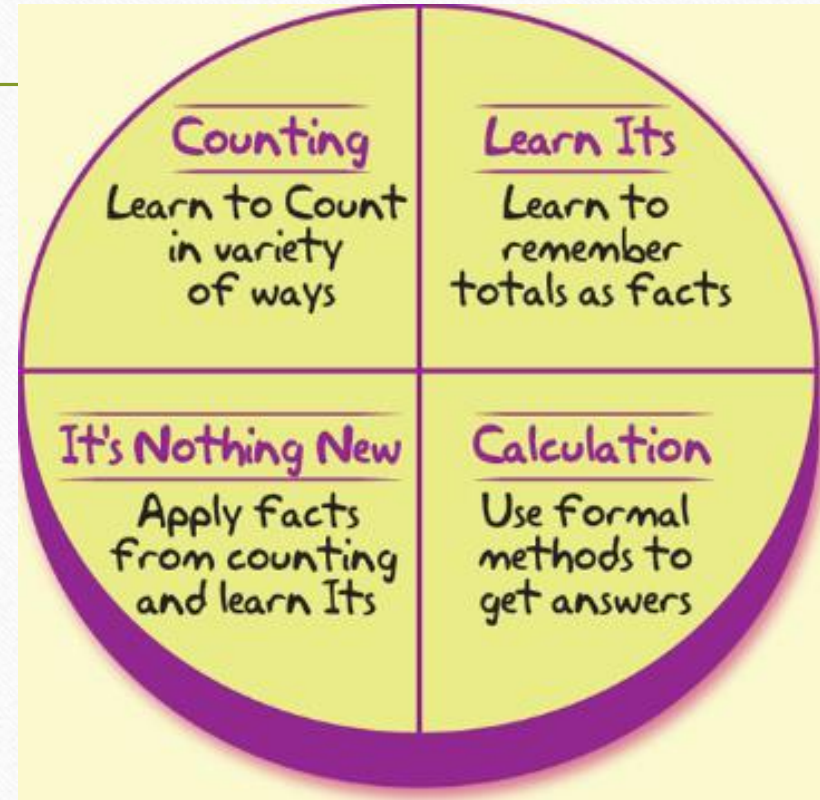 Counting
Learn to Count
in variety
of ways
Learn Its
Learn to
remember
totals as facts
It's Nothing New
Apply facts
from counting
and learn Its
Calculation
Use formal
methods to
get answers